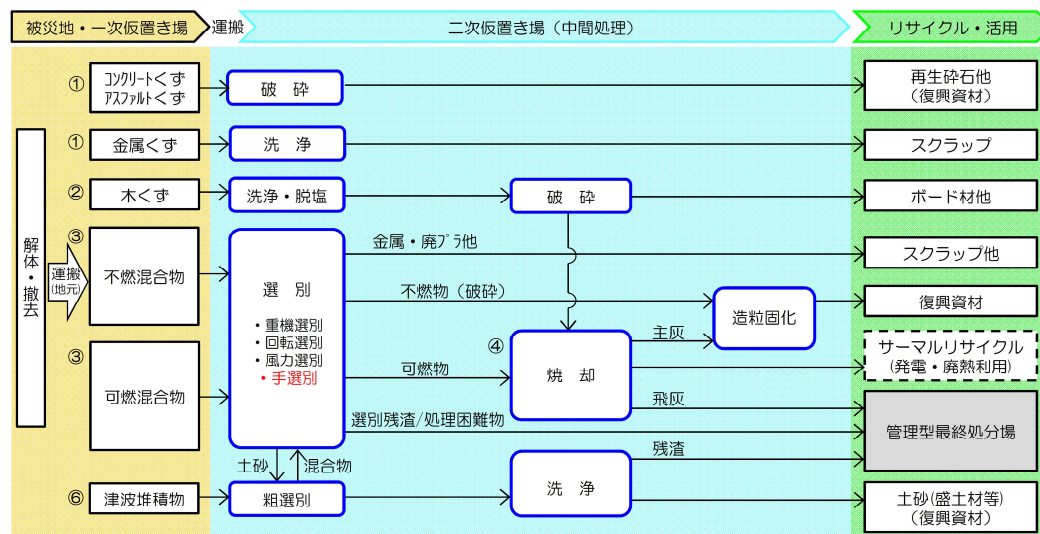 被災地・一次仮置き場
運搬
二次仮置き場（中間処理）
リサイクル・活用
①
コンクリートくず
アスファルトくず
破　砕
再生砕石他
（復興資材）
①
金属くず
洗　浄
スクラップ
②
木くず
洗浄・脱塩
破　砕
ボード材他
解体・撤去
運搬
(地元)
③
不燃混合物
選　別
・重機選別
・回転選別
・風力選別
・手選別
金属・廃プラ他
スクラップ他
不燃物（破砕）
造粒固化
復興資材
主灰
③
可燃混合物
可燃物
④
焼　却
サーマルリサイクル
(発電・廃熱利用)
飛灰
選別残渣/処理困難物
管理型最終処分場
土砂
混合物
残渣
⑥
津波堆積物
粗選別
洗　浄
土砂(盛土材等)
（復興資材）